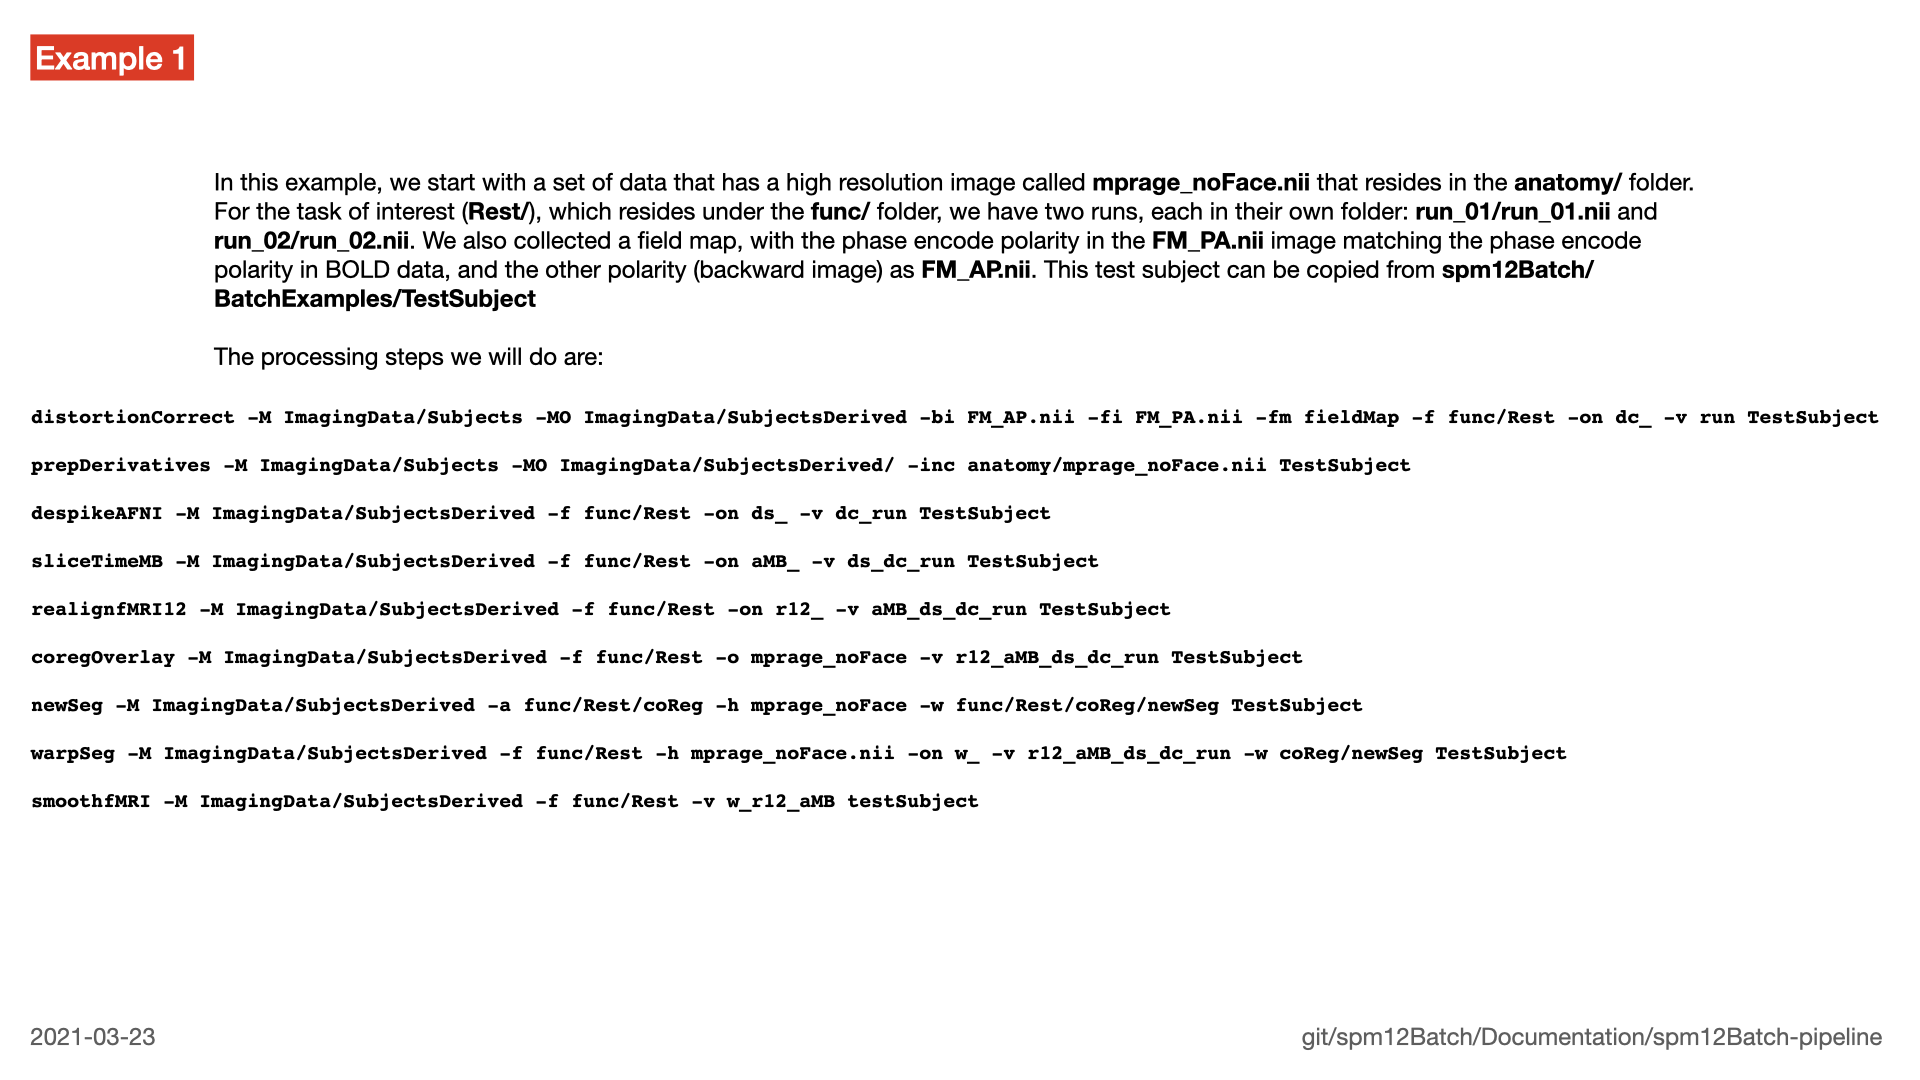 Example 1
In this example, we start with a set of data that has a high resolution image called mprage_noFace.nii that resides in the anatomy/ folder.
For the task of interest (Rest/), which resides under the func/ folder, we have two runs, each in their own folder: run_01/run_01.nii and
run_02/run_02.nii. We also collected a field map, with the phase encode polarity in the FM_PA.nii image matching the phase encode
polarity in BOLD data, and the other polarity (backward image) as FM_AP.nii. This test subject can be copied from spm12Batch/
BatchExamples/TestSubject
The processing steps we will do are:
distortionCorrect -M ImagingData/Subjects -MO ImagingData/SubjectsDerived -bi FM_AP.nii -fi FM_PA.nii -fm fieldMap -f func/Rest -on dc_ -v run TestSubject
prepDerivatives -M ImagingData/Subjects -MO ImagingData/SubjectsDerived/ -inc anatomy/mprage_noFace.nii TestSubject
despikeAFNI -M ImagingData/SubjectsDerived -f func/Rest -on ds_ -v dc_run TestSubject
sliceTimeMB -M ImagingData/SubjectsDerived -f func/Rest -on aMB_ -v ds_dc_run TestSubject
realignfMRI12 -M ImagingData/SubjectsDerived -f func/Rest -on r12_ -v aMB_ds_dc_run TestSubject
coregOverlay -M ImagingData/SubjectsDerived -f func/Rest -o mprage_noFace -v r12_aMB_ds_dc_run TestSubject
newSeg -M ImagingData/SubjectsDerived -a func/Rest/coReg -h mprage_noFace -w func/Rest/coReg/newSeg TestSubject
warpSeg -M ImagingData/SubjectsDerived -f func/Rest -h mprage_noFace.nii -on w_ -v r12_aMB_ds_dc_run -w coReg/newSeg TestSubject
smoothfMRI -M ImagingData/SubjectsDerived -f func/Rest -v w_r12_aMB testSubject
2021-03-23
git/spm12Batch/Documentation/spm12Batch-pipeline